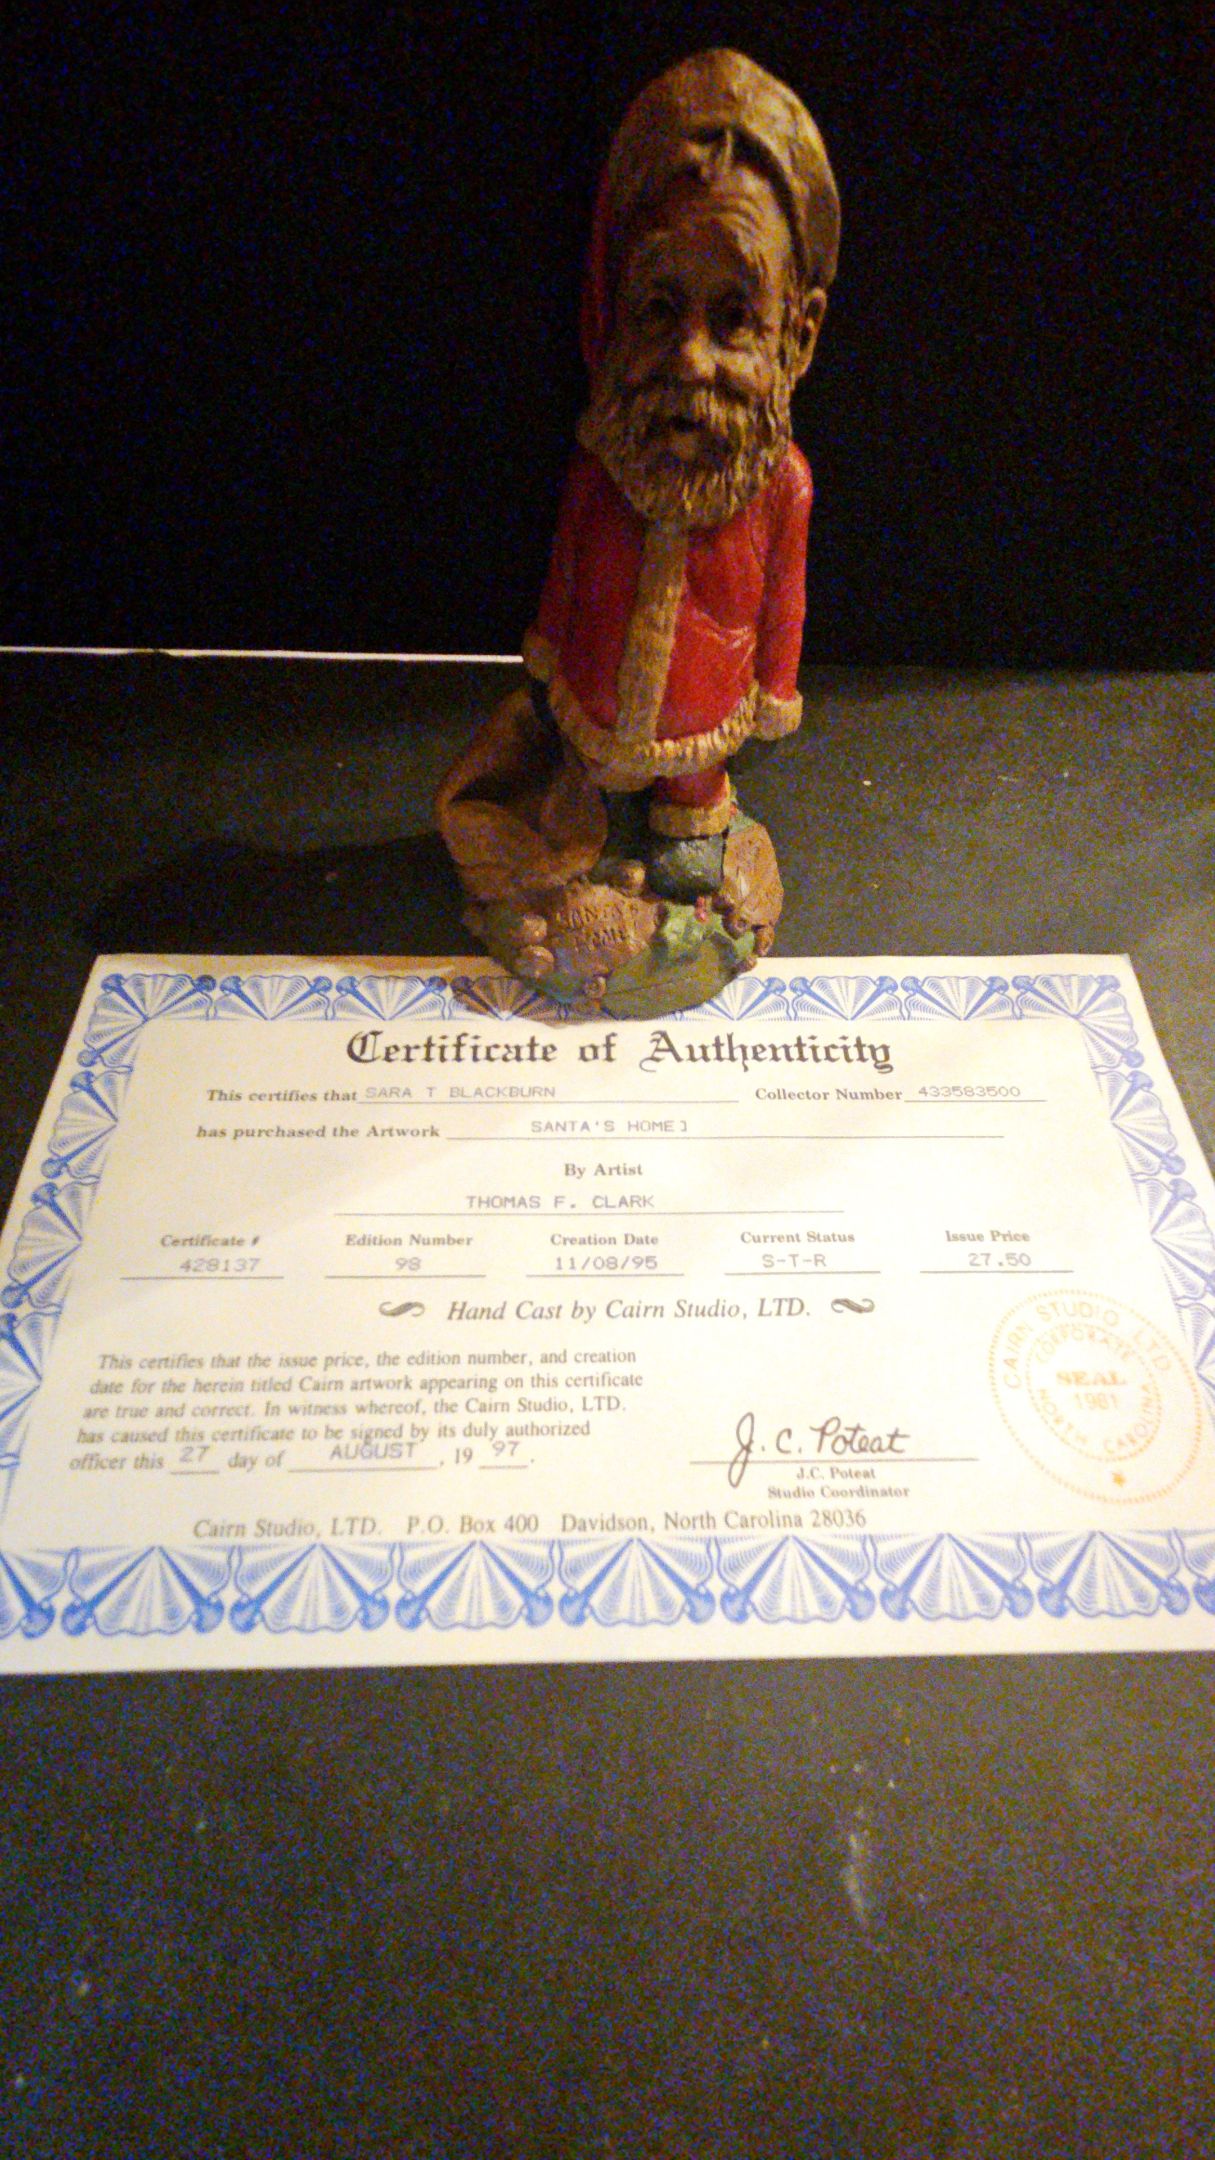 SANTA'S
HOME
Certificate of Authenticity
This certifies that SARA T BLACKBURN Collector Number 433583500
has purchased the Artwork SANTA'S HOME]
By Artist
THOMAS F. CLARK
Certificate # Edition Number Creation Date Current Status Issue Price
428137 98 11/08/95 S-T-R 27.50
Hand Cast by Cairn Studio, LTD.
This certifies that the issue price, the edition number, and creation
date for the herein titled Cairn artwork appearing on this certificate
are true and correct. In witness whereof, the Cairn Studio, LTD.
has caused this certificate to be signed by its duly authorized
officer this 27 day of AUGUST, 19 97.
J. C. Poteat
J.C. Poteat
Studio Coordinator
CAIRN STUDIO LTD.
CORPORATE
SEAL
1981
NORTH CAROLINA
Cairn Studio, LTD. P.O. Box 400 Davidson, North Carolina 28036